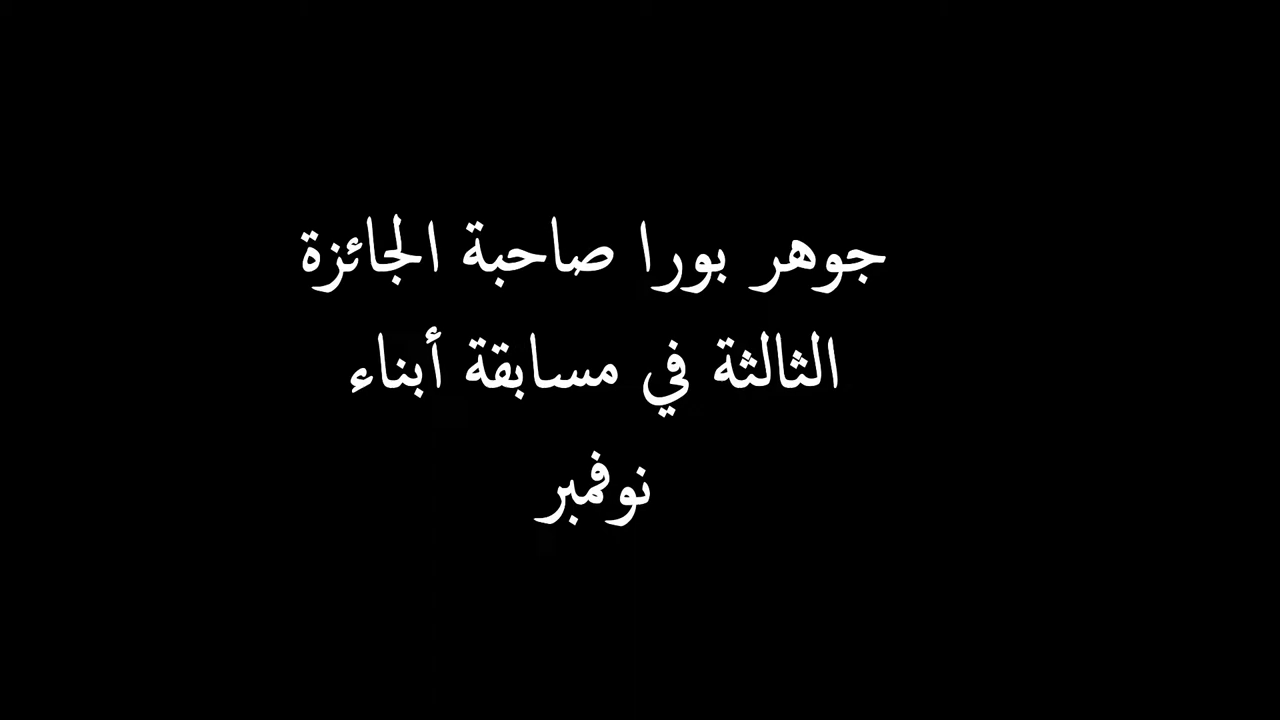 جوهر بورا صاحبة الجائزة
الثالثة في مسابقة أبناء
نوفمبر